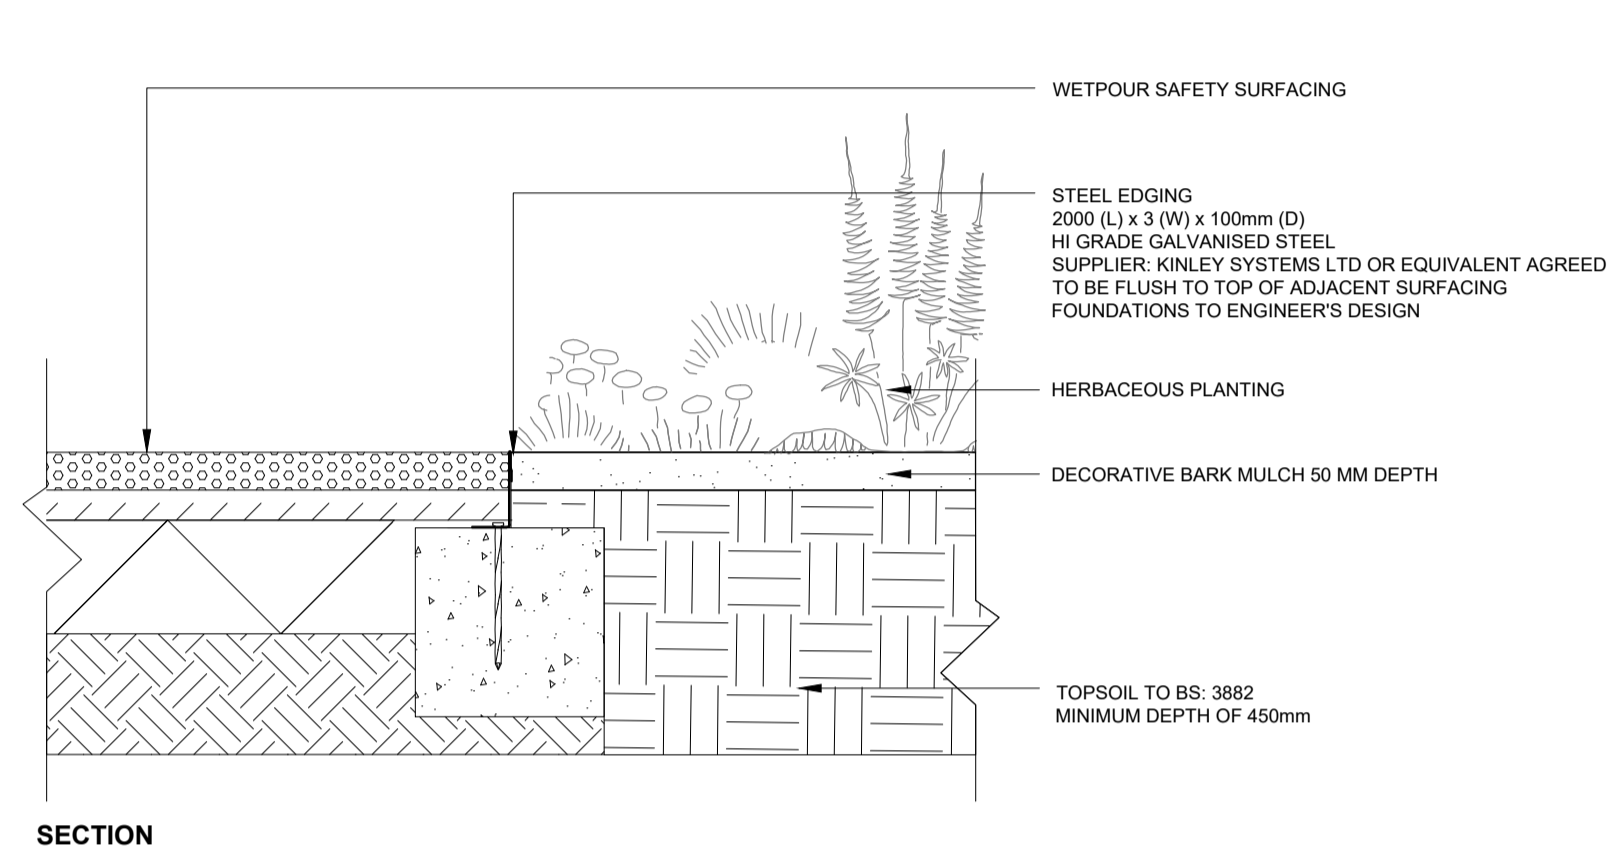 WETPOUR SAFETY SURFACING
STEEL EDGING
2000 (L) x 3 (W) x 100mm (D)
HI GRADE GALVANISED STEEL
SUPPLIER: KINLEY SYSTEMS LTD OR EQUIVALENT AGREED
TO BE FLUSH TO TOP OF ADJACENT SURFACING
FOUNDATIONS TO ENGINEER'S DESIGN
HERBACEOUS PLANTING
DECORATIVE BARK MULCH 50 MM DEPTH
TOPSOIL TO BS: 3882
MINIMUM DEPTH OF 450mm
SECTION